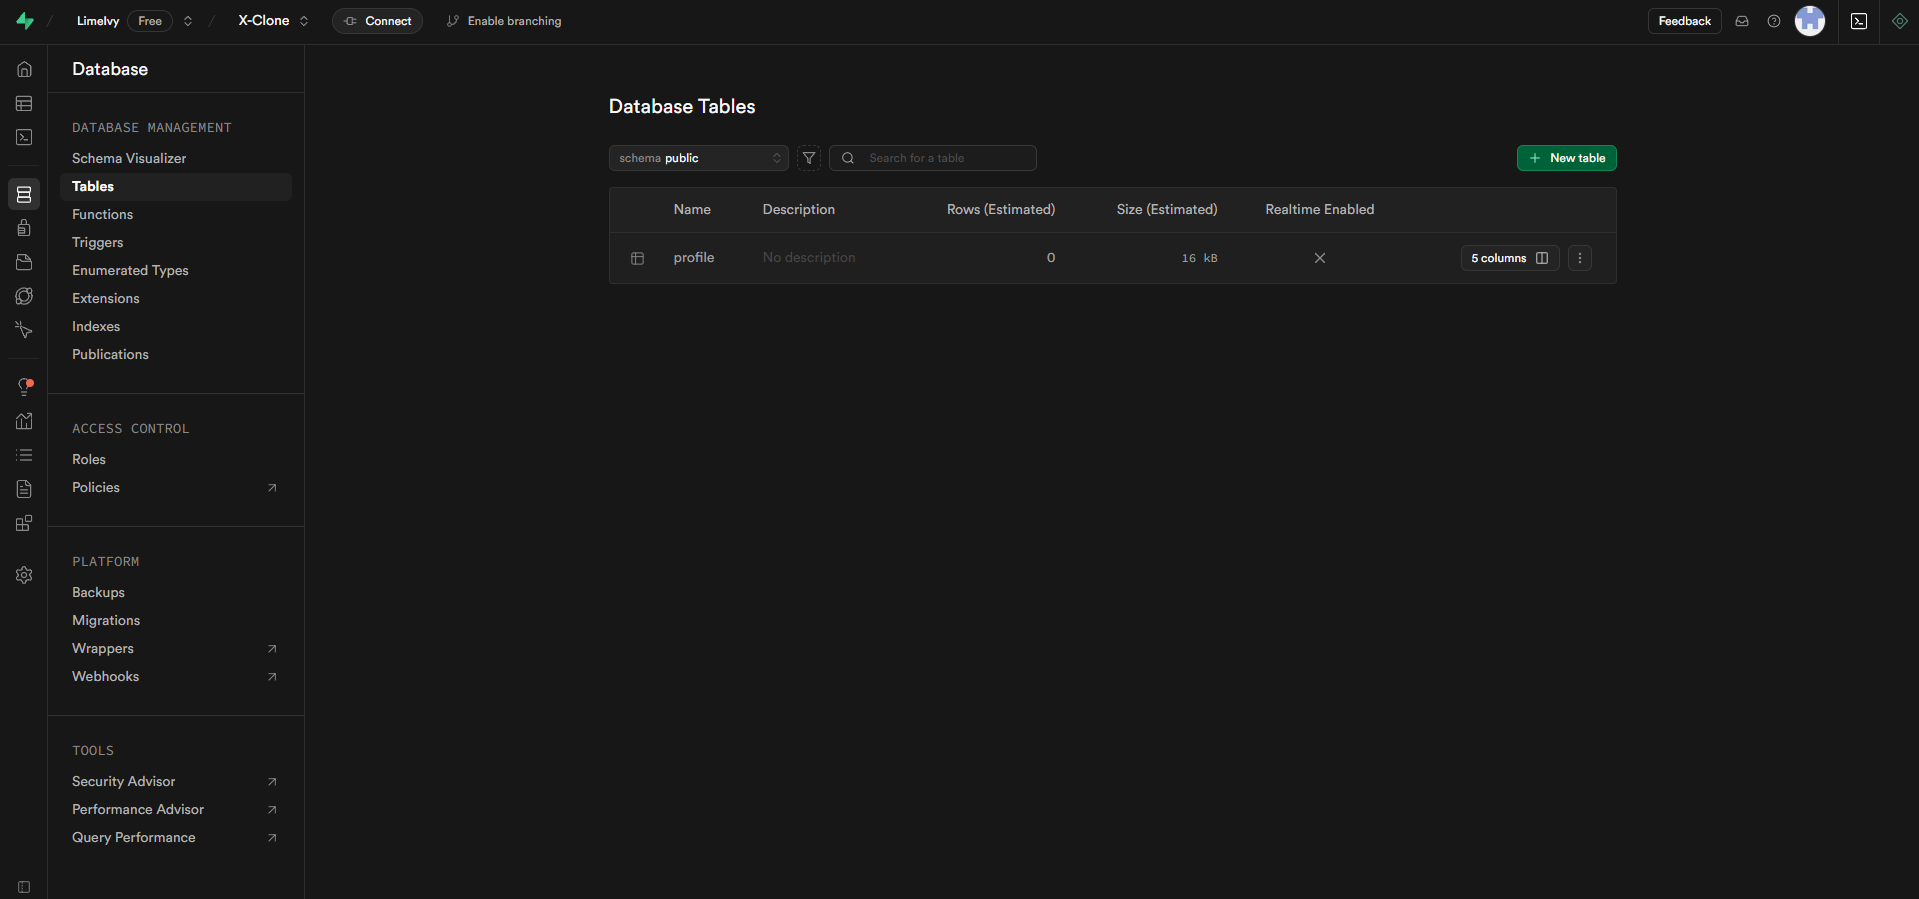 Limelvy Free X-Clone Connect Enable branching Feedback
Database
DATABASE MANAGEMENT
Schema Visualizer
Tables
Functions
Triggers
Enumerated Types
Extensions
Indexes
Publications
ACCESS CONTROL
Roles
Policies
PLATFORM
Backups
Migrations
Wrappers
Webhooks
TOOLS
Security Advisor
Performance Advisor
Query Performance
Database Tables
schema public Search for a table New table
Name Description Rows (Estimated) Size (Estimated) Realtime Enabled
profile No description 0 16 kB 5 columns